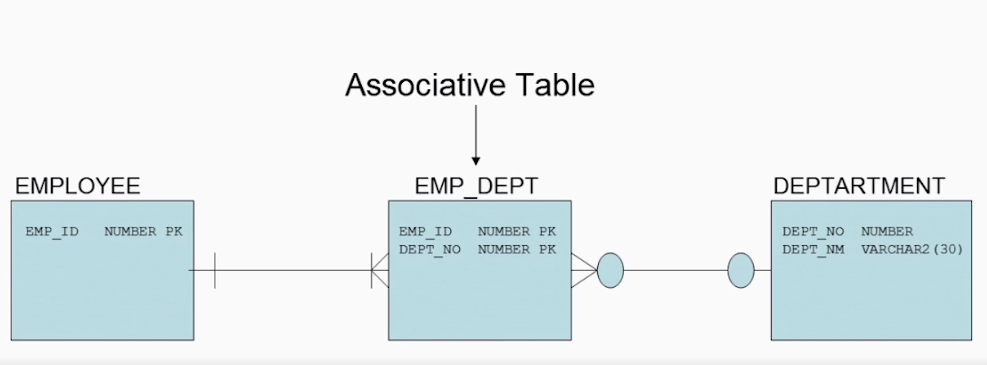 Associative Table
EMPLOYEE
EMP_ID NUMBER PK
EMP_DEPT
EMP_ID NUMBER PK
DEPT_NO NUMBER PK
DEPTARTMENT
DEPT_NO NUMBER
DEPT_NM VARCHAR2(30)